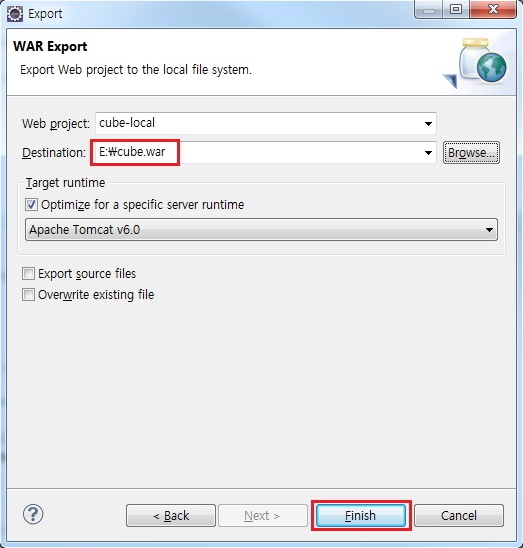 Export
WAR Export
Export Web project to the local file system.
Web project: cube-local
Destination: E:₩cube.war Browse...
Target runtime
Optimize for a specific server runtime
Apache Tomcat v6.0
Export source files
Overwrite existing file
? < Back Next > Finish Cancel